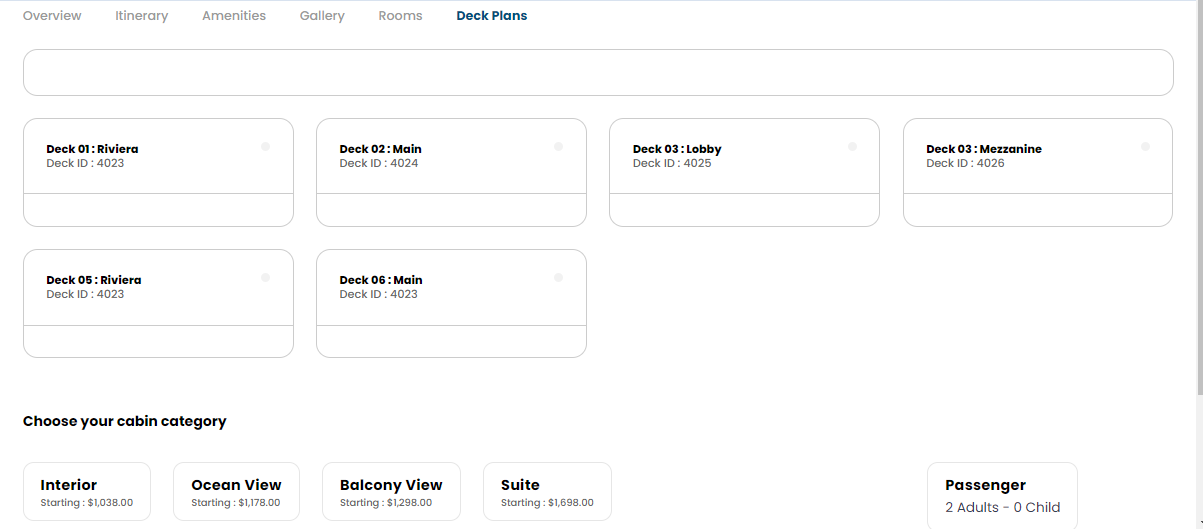 Overview Itinerary Amenities Gallery Rooms Deck Plans
Deck 01 : Riviera
Deck ID : 4023
Deck 02 : Main
Deck ID : 4024
Deck 03 : Lobby
Deck ID : 4025
Deck 03 : Mezzanine
Deck ID : 4026
Deck 05 : Riviera
Deck ID : 4023
Deck 06 : Main
Deck ID : 4023
Choose your cabin category
Interior
Starting : $1,038.00
Ocean View
Starting : $1,178.00
Balcony View
Starting : $1,298.00
Suite
Starting : $1,698.00
Passenger
2 Adults - 0 Child